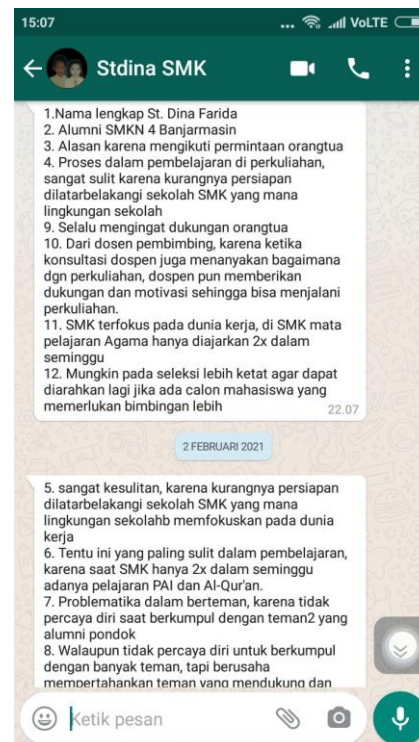 15:07 ... VoLTE
Stdina SMK
1.Nama lengkap St. Dina Farida
2. Alumni SMKN 4 Banjarmasin
3. Alasan karena mengikuti permintaan orangtua
4. Proses dalam pembelajaran di perkuliahan,
sangat sulit karena kurangnya persiapan
dilatarbelakangi sekolah SMK yang mana
lingkungan sekolah
9. Selalu mengingat dukungan orangtua
10. Dari dosen pembimbing, karena ketika
konsultasi dospen juga menanyakan bagaimana
dgn perkuliahan, dospen pun memberikan
dukungan dan motivasi sehingga bisa menjalani
perkuliahan.
11. SMK terfokus pada dunia kerja, di SMK mata
pelajaran Agama hanya diajarkan 2x dalam
seminggu
12. Mungkin pada seleksi lebih ketat agar dapat
diarahkan lagi jika ada calon mahasiswa yang
memerlukan bimbingan lebih
22.07
2 FEBRUARI 2021
5. sangat kesulitan, karena kurangnya persiapan
dilatarbelakangi sekolah SMK yang mana
lingkungan sekolahb memfokuskan pada dunia
kerja
6. Tentu ini yang paling sulit dalam pembelajaran,
karena saat SMK hanya 2x dalam seminggu
adanya pelajaran PAI dan Al-Qur'an.
7. Problematika dalam berteman, karena tidak
percaya diri saat berkumpul dengan teman2 yang
alumni pondok
8. Walaupun tidak percaya diri untuk berkumpul
dengan banyak teman, tapi berusaha
mempertahankan teman yang mendukung dan
Ketik pesan